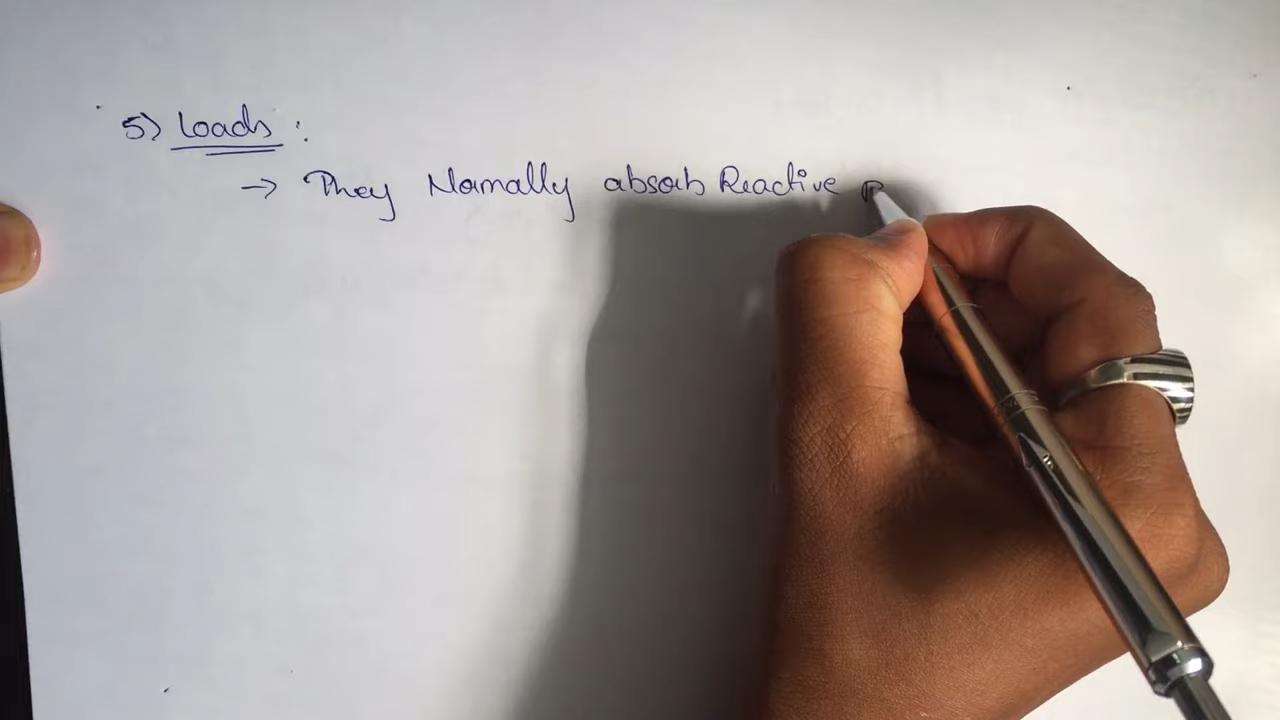 5) Loads :
→ They Normally absorb Reactive P